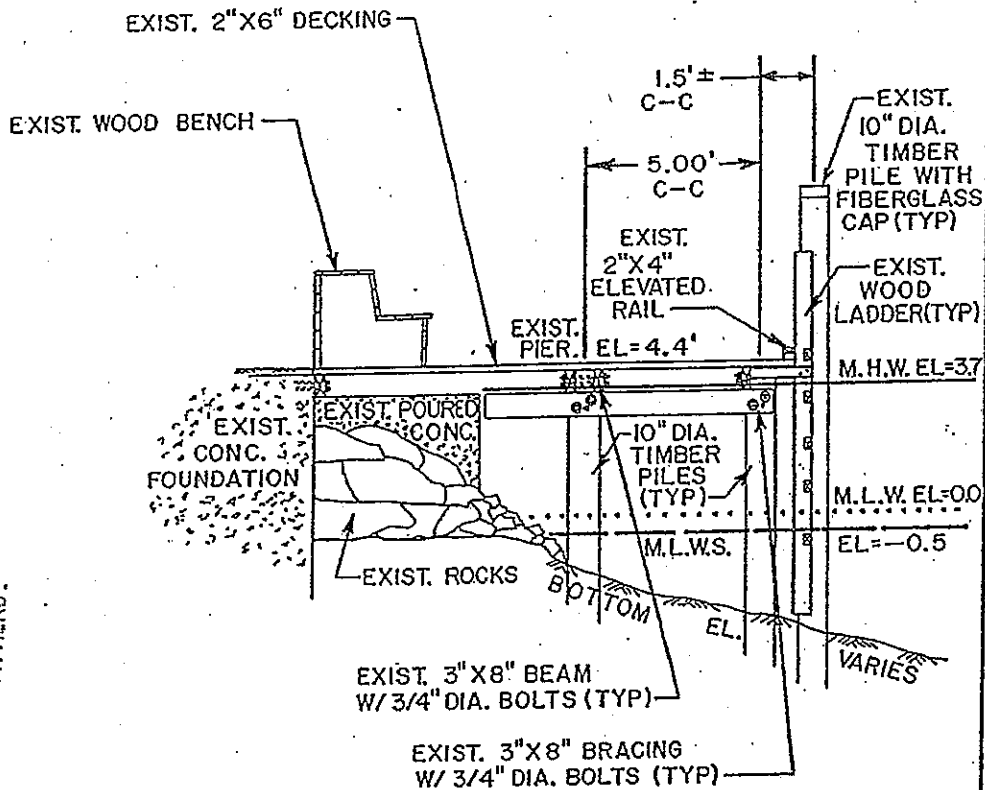 EXIST. 2"X6" DECKING
1.5'±
C-C
EXIST. WOOD BENCH
EXIST.
10" DIA.
TIMBER
PILE WITH
FIBERGLASS
CAP (TYP)
5.00'
C-C
EXIST.
2"X4"
ELEVATED
RAIL
EXIST.
WOOD
LADDER(TYP)
EXIST.
PIER. EL=4.4'
M.H.W. EL=3.7
EXIST.
CONC.
FOUNDATION
EXIST. POURED
CONC.
10" DIA.
TIMBER
PILES
(TYP)
M.L.W. EL=0.0
M.L.W.S.
EL=-0.5
EXIST. ROCKS
BOTTOM EL. VARIES
EXIST. 3"X8" BEAM
W/ 3/4" DIA. BOLTS (TYP)
EXIST. 3"X8" BRACING
W/ 3/4" DIA. BOLTS (TYP)